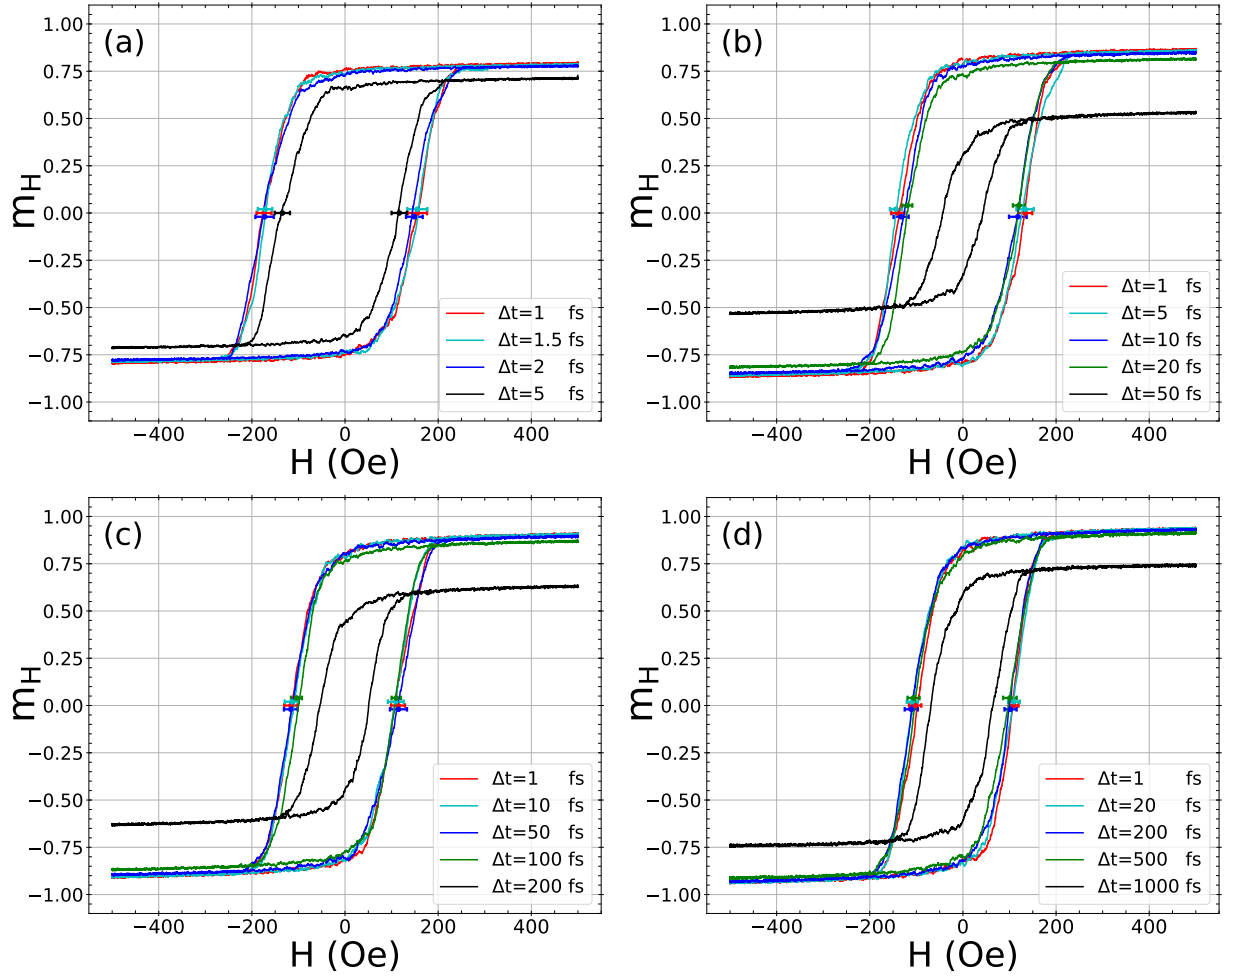 (a)
1.00
0.75
0.50
0.25
0.00
−0.25
−0.50
−0.75
−1.00
m_H
Δt=1 fs
Δt=1.5 fs
Δt=2 fs
Δt=5 fs
−400 −200 0 200 400
H (Oe)
(b)
1.00
0.75
0.50
0.25
0.00
−0.25
−0.50
−0.75
−1.00
m_H
Δt=1 fs
Δt=5 fs
Δt=10 fs
Δt=20 fs
Δt=50 fs
−400 −200 0 200 400
H (Oe)
(c)
1.00
0.75
0.50
0.25
0.00
−0.25
−0.50
−0.75
−1.00
m_H
Δt=1 fs
Δt=10 fs
Δt=50 fs
Δt=100 fs
Δt=200 fs
−400 −200 0 200 400
H (Oe)
(d)
1.00
0.75
0.50
0.25
0.00
−0.25
−0.50
−0.75
−1.00
m_H
Δt=1 fs
Δt=20 fs
Δt=200 fs
Δt=500 fs
Δt=1000 fs
−400 −200 0 200 400
H (Oe)